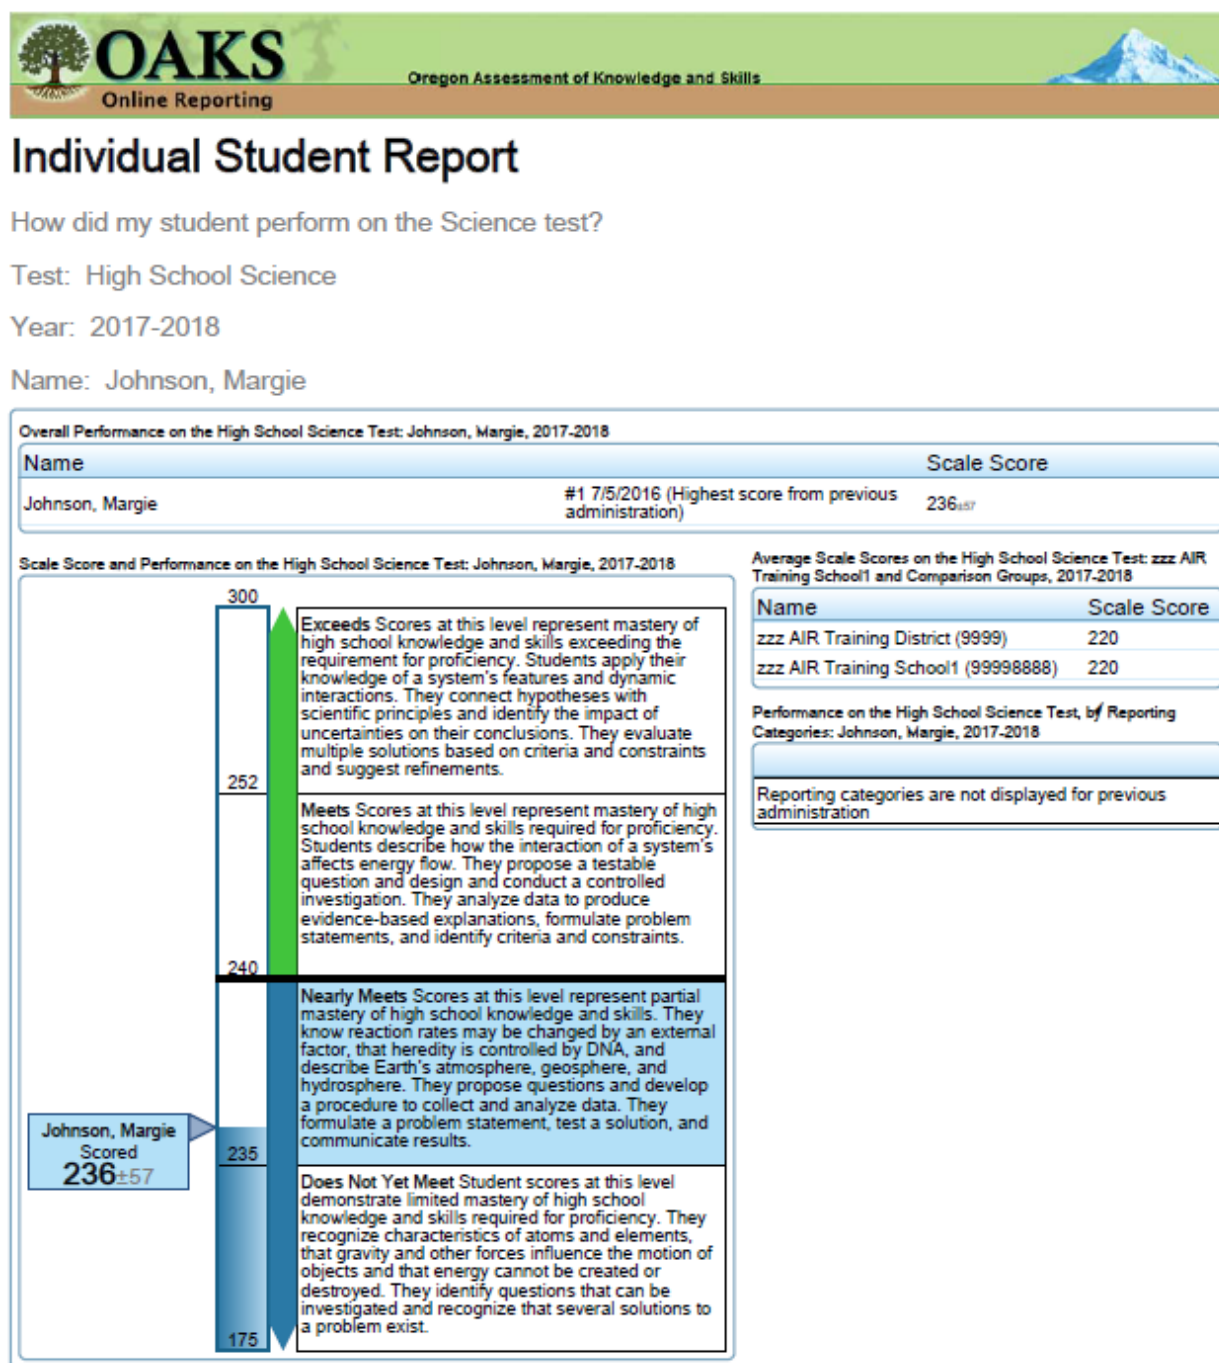 OAKS
Online Reporting
Oregon Assessment of Knowledge and Skills
Individual Student Report
How did my student perform on the Science test?
Test: High School Science
Year: 2017-2018
Name: Johnson, Margie
Overall Performance on the High School Science Test: Johnson, Margie, 2017-2018
Name Scale Score
Johnson, Margie #1 7/5/2016 (Highest score from previous
administration) 236±57
Scale Score and Performance on the High School Science Test: Johnson, Margie, 2017-2018
300
Exceeds Scores at this level represent mastery of
high school knowledge and skills exceeding the
requirement for proficiency. Students apply their
knowledge of a system's features and dynamic
interactions. They connect hypotheses with
scientific principles and identify the impact of
uncertainties on their conclusions. They evaluate
multiple solutions based on criteria and constraints
and suggest refinements.
252
Meets Scores at this level represent mastery of high
school knowledge and skills required for proficiency.
Students describe how the interaction of a system's
affects energy flow. They propose a testable
question and design and conduct a controlled
investigation. They analyze data to produce
evidence-based explanations, formulate problem
statements, and identify criteria and constraints.
240
Nearly Meets Scores at this level represent partial
mastery of high school knowledge and skills. They
know reaction rates may be changed by an external
factor, that heredity is controlled by DNA, and
describe Earth's atmosphere, geosphere, and
hydrosphere. They propose questions and develop
a procedure to collect and analyze data. They
formulate a problem statement, test a solution, and
communicate results.
Johnson, Margie
Scored
236±57
235
Does Not Yet Meet Student scores at this level
demonstrate limited mastery of high school
knowledge and skills required for proficiency. They
recognize characteristics of atoms and elements,
that gravity and other forces influence the motion of
objects and that energy cannot be created or
destroyed. They identify questions that can be
investigated and recognize that several solutions to
a problem exist.
175
Average Scale Scores on the High School Science Test: zzz AIR
Training School1 and Comparison Groups, 2017-2018
Name Scale Score
zzz AIR Training District (9999) 220
zzz AIR Training School1 (99998888) 220
Performance on the High School Science Test, by Reporting
Categories: Johnson, Margie, 2017-2018
Reporting categories are not displayed for previous
administration